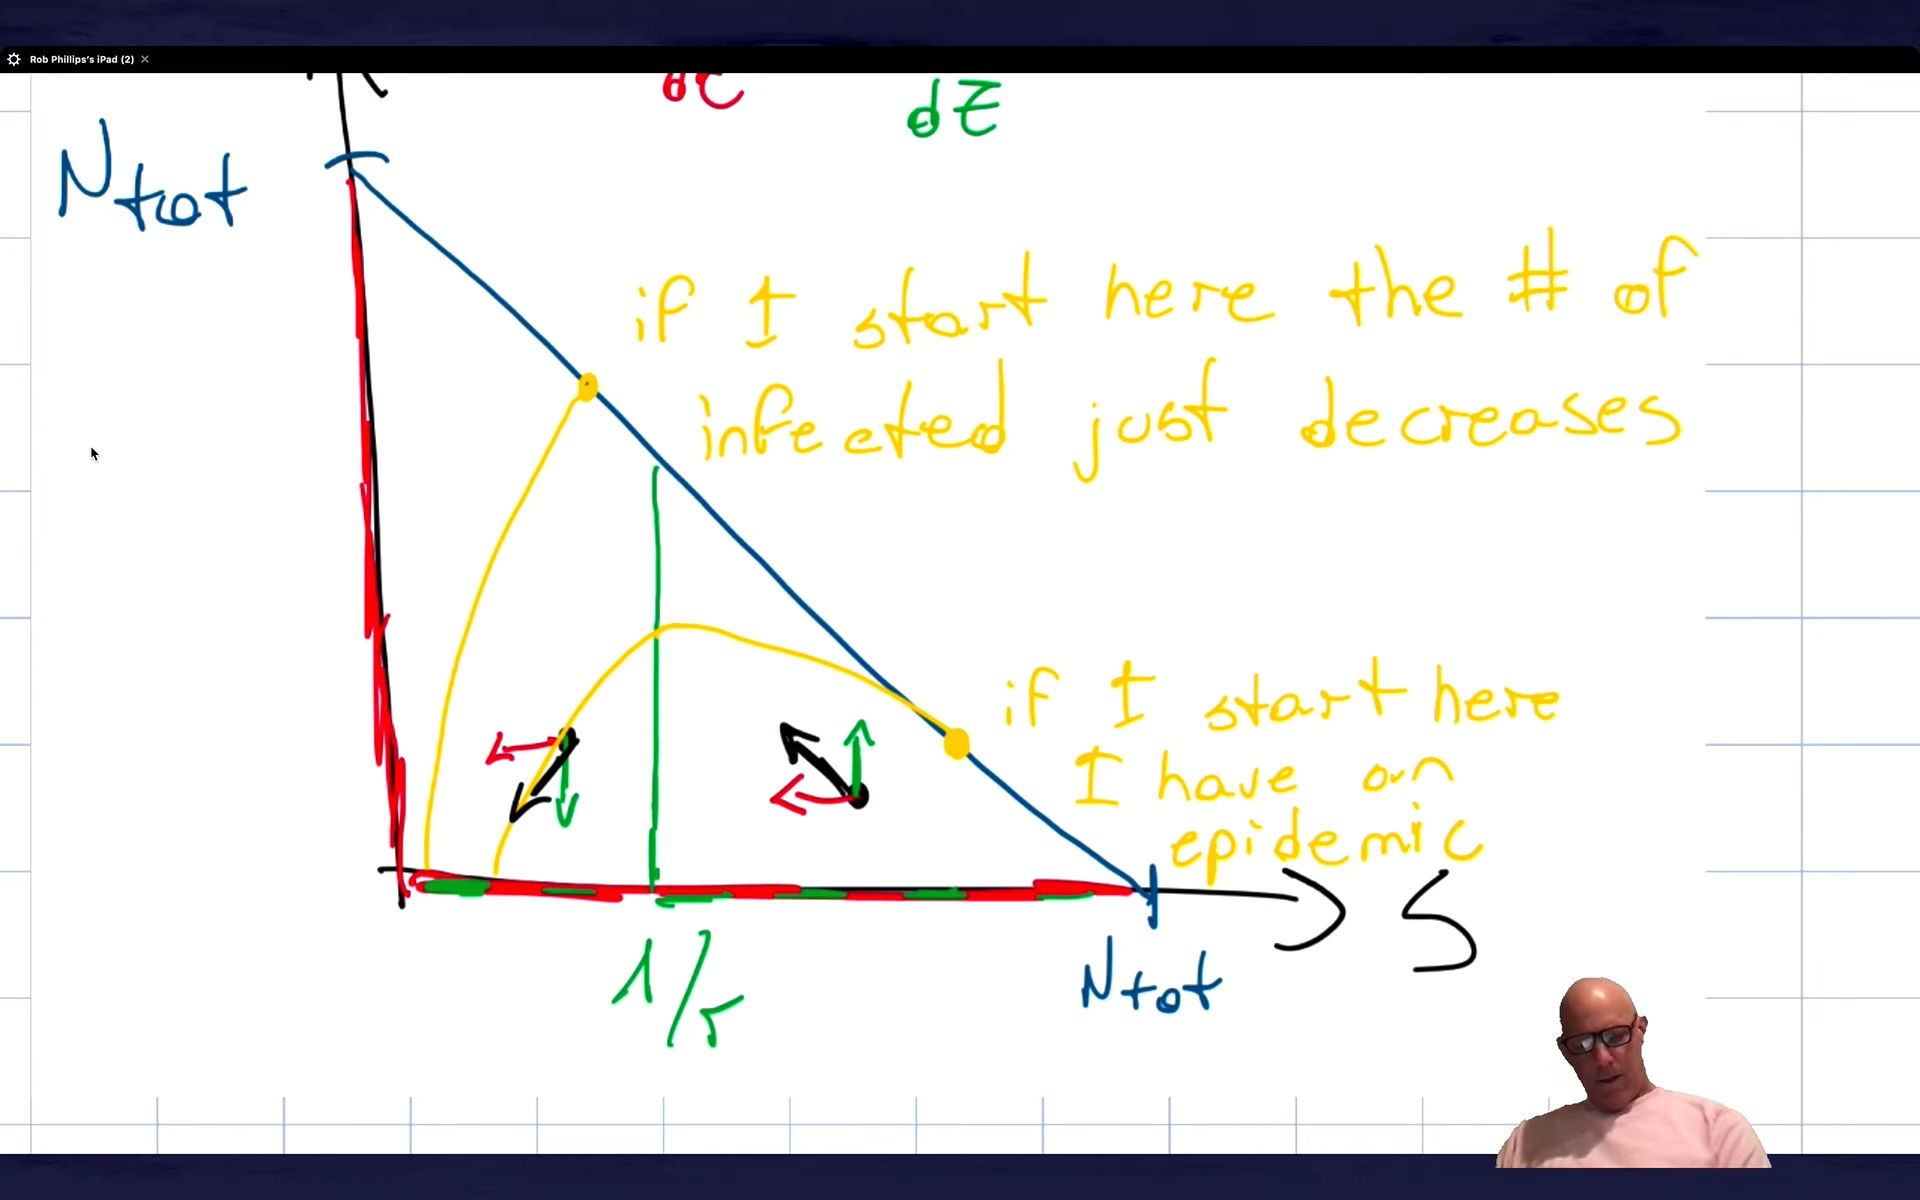 Rob Phillips's iPad (2)
dt
Ntot
if I start here the # of
infected just decreases
if I start here
I have an
epidemic
S
1/r
Ntot